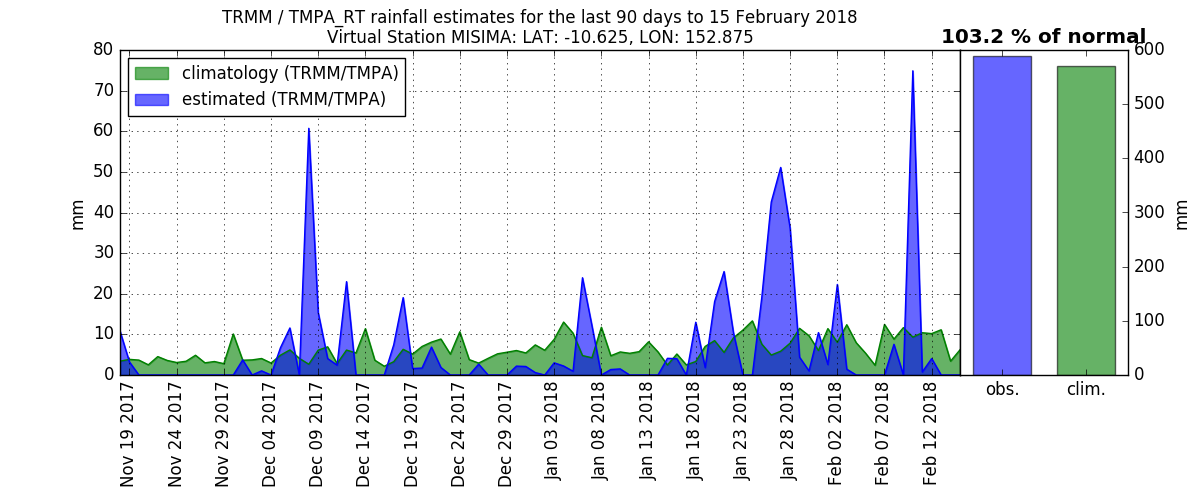 TRMM / TMPA_RT rainfall estimates for the last 90 days to 15 February 2018
Virtual Station MISIMA: LAT: -10.625, LON: 152.875
103.2 % of normal
climatology (TRMM/TMPA)
estimated (TRMM/TMPA)
80
70
60
50
40
30
20
10
0
mm
600
500
400
300
200
100
0
mm
obs.
clim.
Nov 19 2017
Nov 24 2017
Nov 29 2017
Dec 04 2017
Dec 09 2017
Dec 14 2017
Dec 19 2017
Dec 24 2017
Dec 29 2017
Jan 03 2018
Jan 08 2018
Jan 13 2018
Jan 18 2018
Jan 23 2018
Jan 28 2018
Feb 02 2018
Feb 07 2018
Feb 12 2018